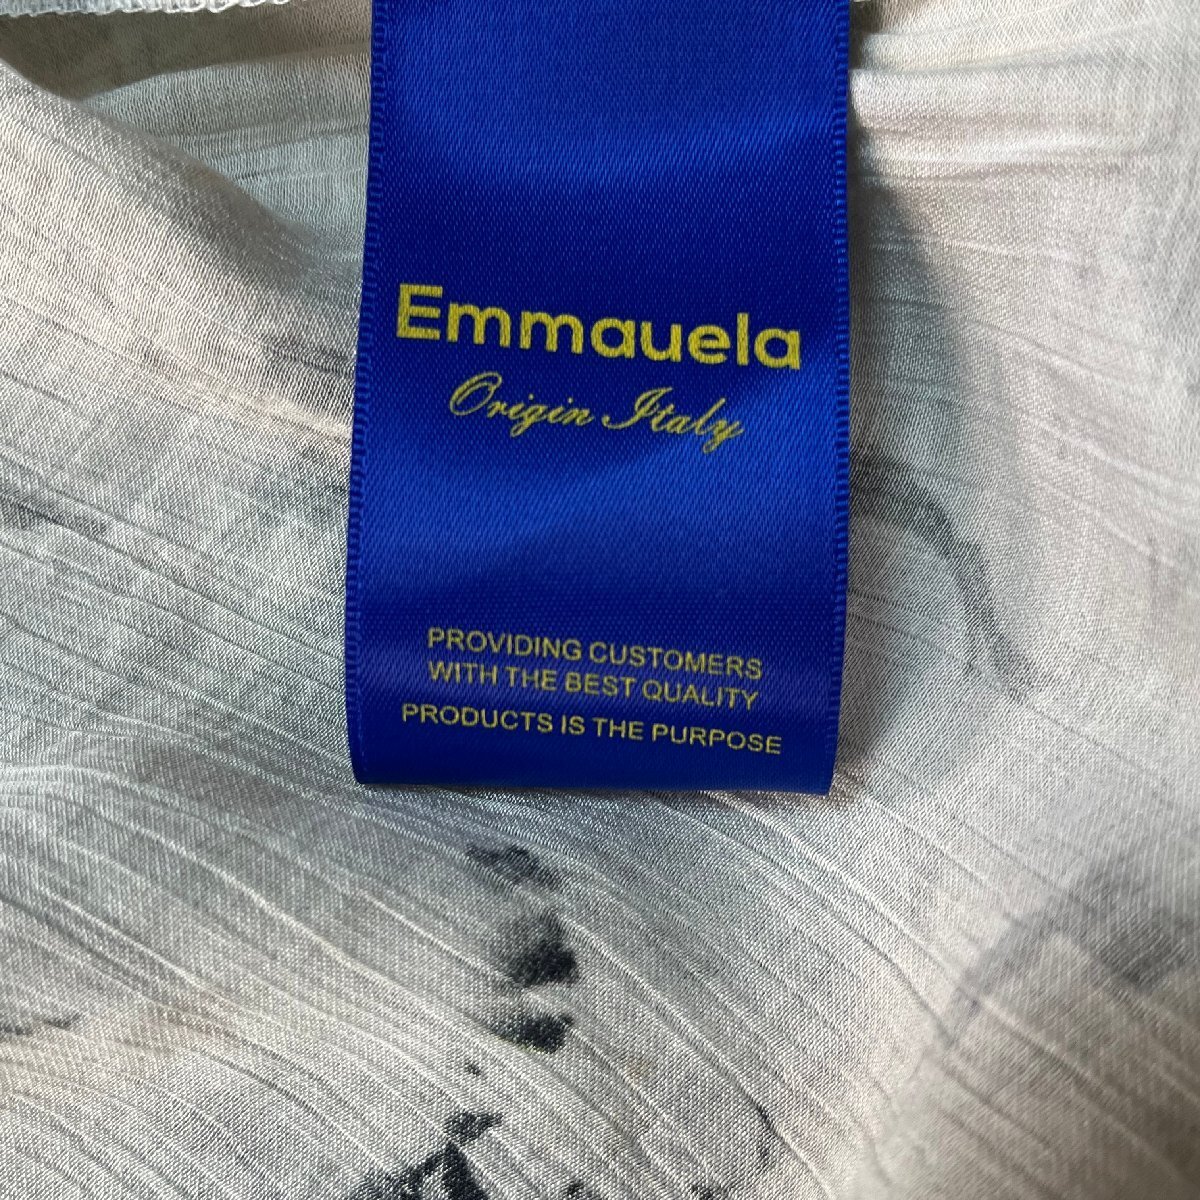 Emmauela
Origin Italy
PROVIDING CUSTOMERS
WITH THE BEST QUALITY
PRODUCTS IS THE PURPOSE